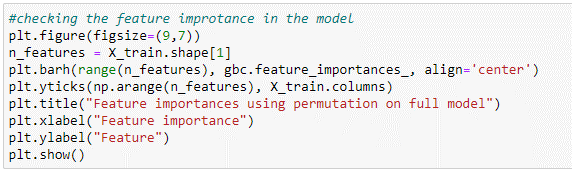 #checking the feature improtance in the model
plt.figure(figsize=(9,7))
n_features = X_train.shape[1]
plt.barh(range(n_features), gbc.feature_importances_, align='center')
plt.yticks(np.arange(n_features), X_train.columns)
plt.title("Feature importances using permutation on full model")
plt.xlabel("Feature importance")
plt.ylabel("Feature")
plt.show()